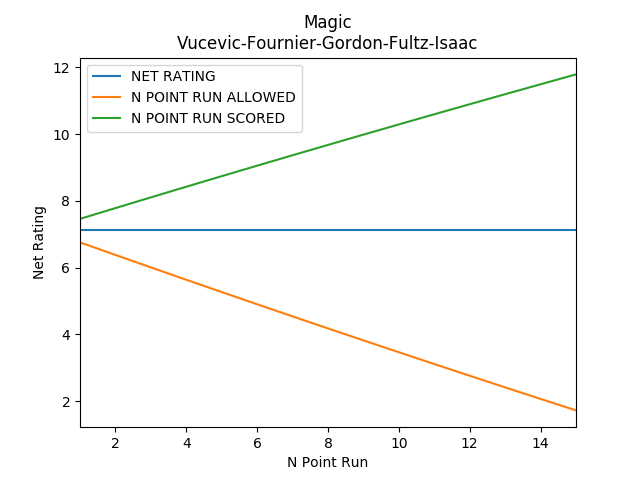 Magic
Vucevic-Fournier-Gordon-Fultz-Isaac
NET RATING
N POINT RUN ALLOWED
N POINT RUN SCORED
12
10
8
6
4
2
Net Rating
2 4 6 8 10 12 14
N Point Run